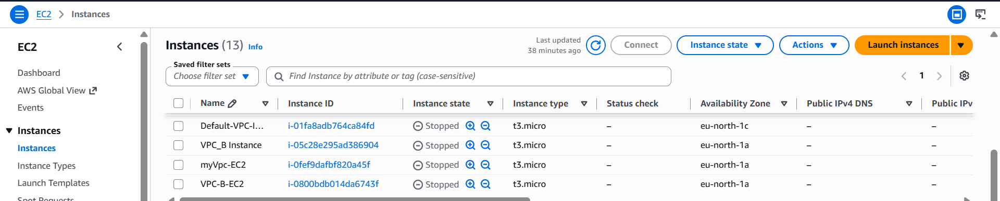 EC2 > Instances
EC2
Dashboard
AWS Global View
Events
Instances
Instances
Instance Types
Launch Templates
Spot Requests
Instances (13) Info
Last updated
38 minutes ago
Connect
Instance state
Actions
Launch instances
Saved filter sets
Choose filter set
Find Instance by attribute or tag (case-sensitive)
1
Name Instance ID Instance state Instance type Status check Availability Zone Public IPv4 DNS Public IPv
Default-VPC-I... i-01fa8adb764ca84fd Stopped t3.micro – eu-north-1c – –
VPC_B Instance i-05c28e295ad386904 Stopped t3.micro – eu-north-1a – –
myVpc-EC2 i-0fef9dafbf820a45f Stopped t3.micro – eu-north-1a – –
VPC-B-EC2 i-0800bdb014da6743f Stopped t3.micro – eu-north-1a – –